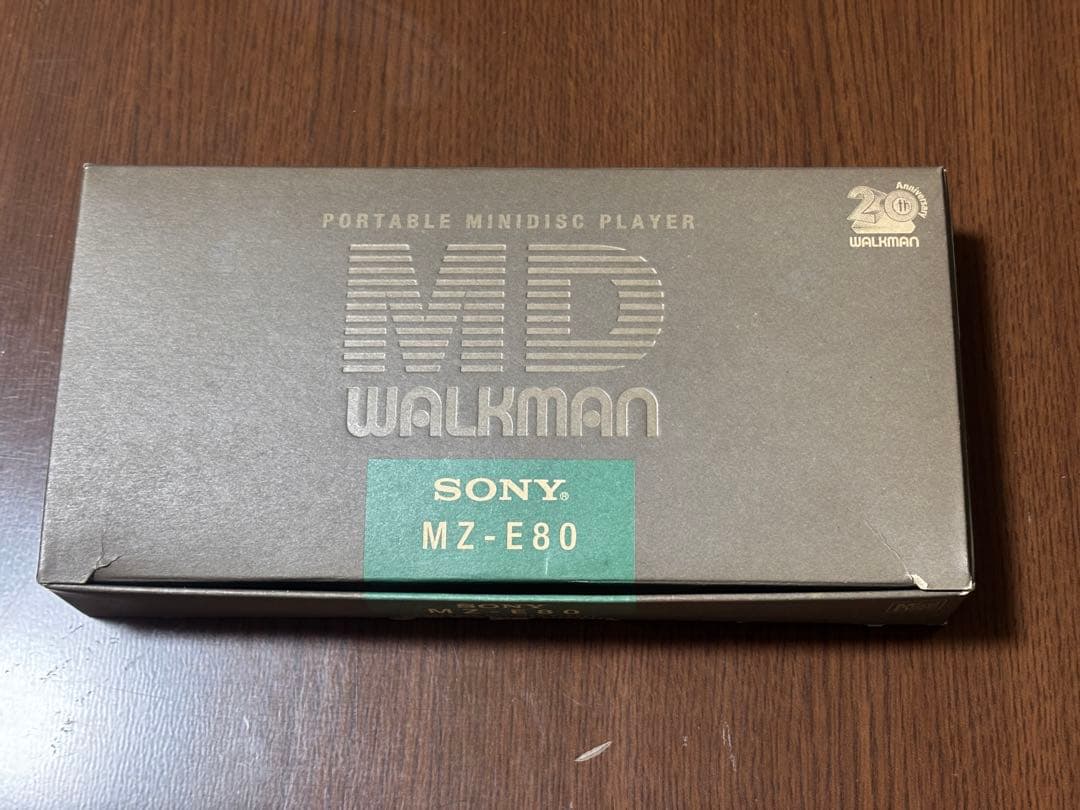 PORTABLE MINIDISC PLAYER
20th Anniversary
WALKMAN
MD
WALKMAN
SONY®
MZ-E80
SONY
MZ-E80